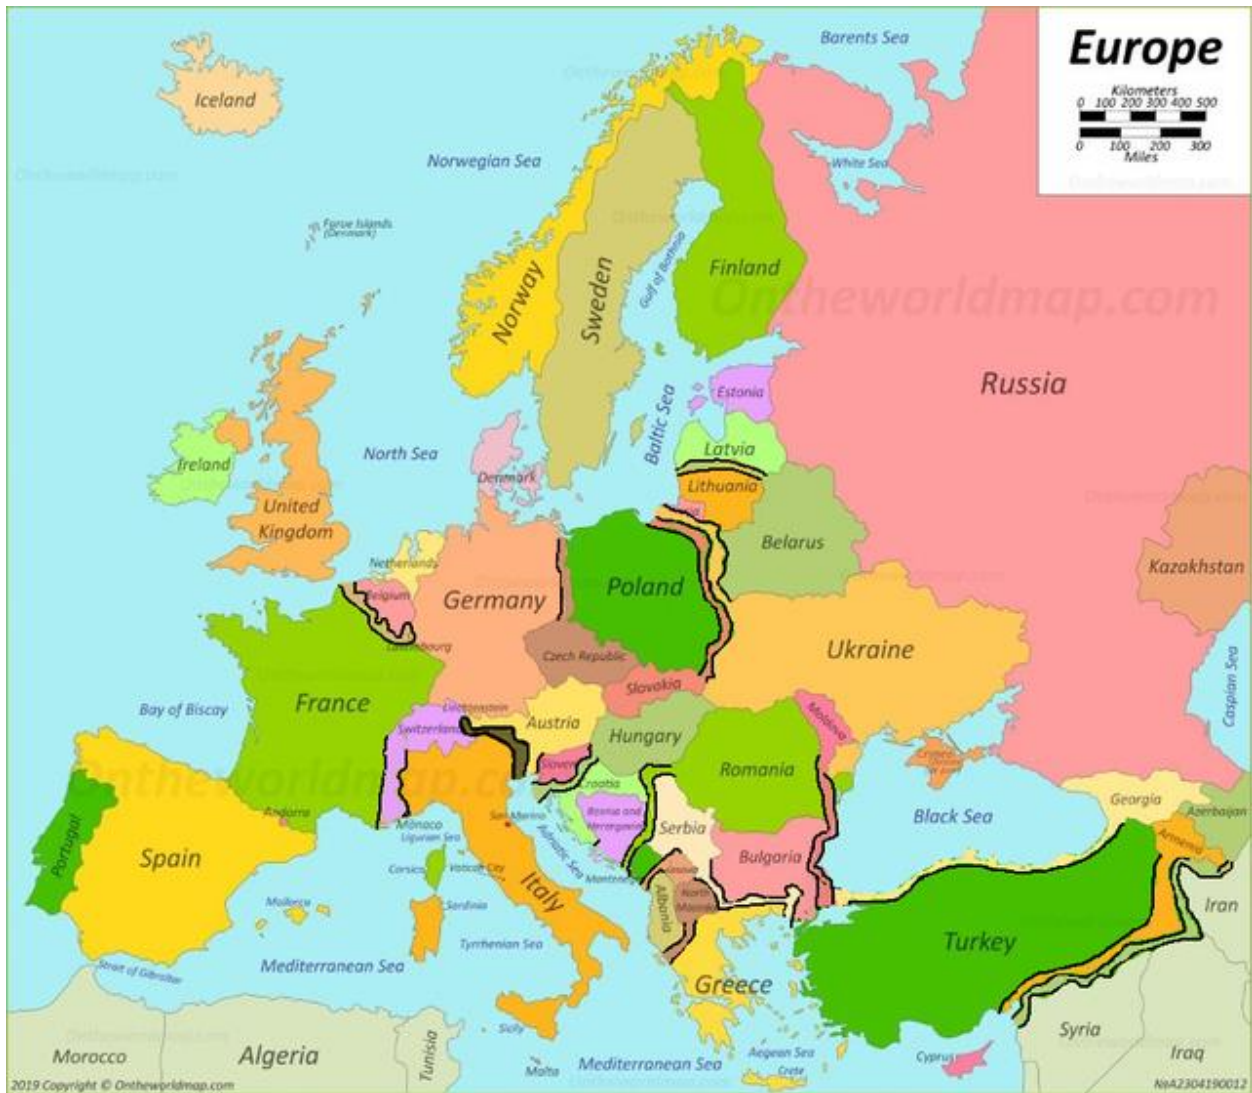 Europe
Kilometers
0 100 200 300 400 500
0 100 200 300
Miles
Barents Sea
Iceland
Norwegian Sea
White Sea
Ontheworldmap.com
Faroe Islands
(Denmark)
Norway
Sweden
Gulf of Bothnia
Finland
Ontheworldmap.com
Russia
Estonia
Baltic Sea
Latvia
North Sea
Denmark
Ireland
United
Kingdom
Lithuania
Belarus
Netherlands
Kazakhstan
Germany
Poland
Belgium
Luxembourg
Czech Republic
Ukraine
Slovakia
Caspian Sea
France
Bay of Biscay
Liechtenstein
Switzerland
Austria
Hungary
Moldova
Romania
Croatia
Ontheworldmap.com
Georgia
Azerbaijan
Andorra
Monaco
Ligurian Sea
San Marino
Adriatic Sea
Bosnia and
Herzegovina
Serbia
Black Sea
Armenia
Portugal
Spain
Corsica
Vatican City
Italy
Bulgaria
North
Albania
Mallorca
Sardinia
Iran
Tyrrhenian Sea
Turkey
Strait of Gibraltar
Mediterranean Sea
Greece
Sicily
Syria
Morocco
Algeria
Tunisia
Malta
Mediterranean Sea
Aegean Sea
Crete
Cyprus
Iraq
2019 Copyright © Ontheworldmap.com
№A2304190012